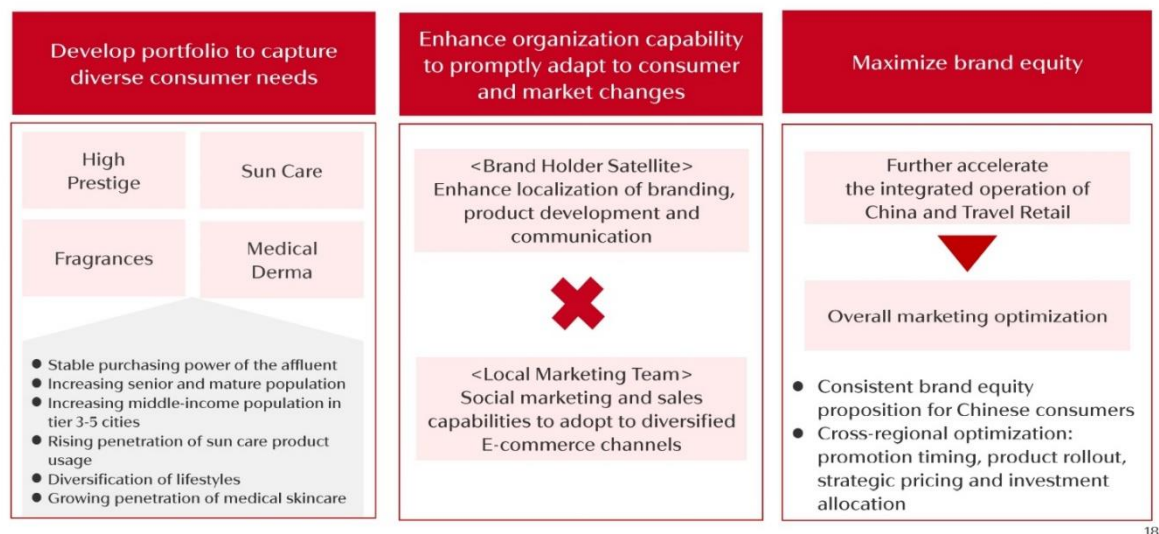 Develop portfolio to capture
diverse consumer needs
High
Prestige
Sun Care
Fragrances
Medical
Derma
● Stable purchasing power of the affluent
● Increasing senior and mature population
● Increasing middle-income population in
tier 3-5 cities
● Rising penetration of sun care product
usage
● Diversification of lifestyles
● Growing penetration of medical skincare
Enhance organization capability
to promptly adapt to consumer
and market changes
<Brand Holder Satellite>
Enhance localization of branding,
product development and
communication
<Local Marketing Team>
Social marketing and sales
capabilities to adopt to diversified
E-commerce channels
Maximize brand equity
Further accelerate
the integrated operation of
China and Travel Retail
Overall marketing optimization
● Consistent brand equity
proposition for Chinese consumers
● Cross-regional optimization:
promotion timing, product rollout,
strategic pricing and investment
allocation
18